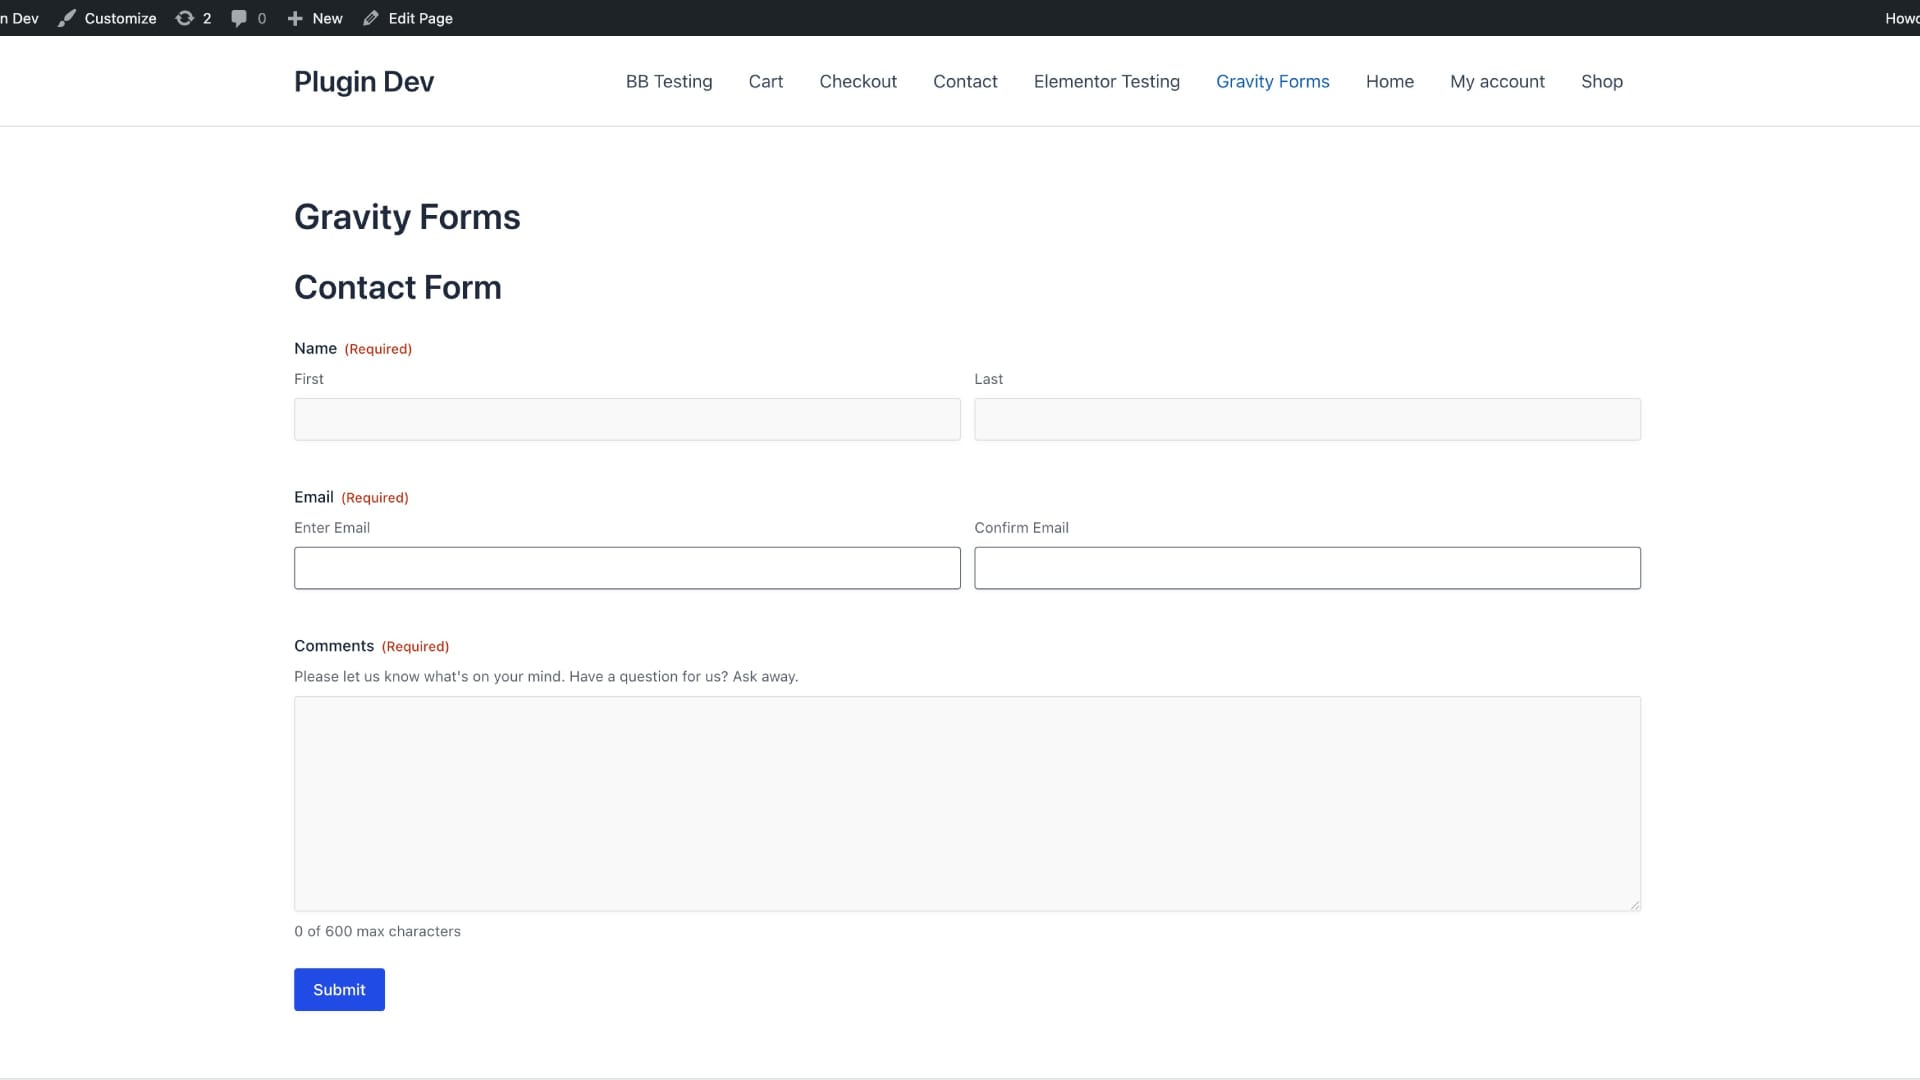 n Dev Customize 2 0 New Edit Page Howd
Plugin Dev BB Testing Cart Checkout Contact Elementor Testing Gravity Forms Home My account Shop
Gravity Forms
Contact Form
Name (Required)
First Last
Email (Required)
Enter Email Confirm Email
Comments (Required)
Please let us know what's on your mind. Have a question for us? Ask away.
0 of 600 max characters
Submit